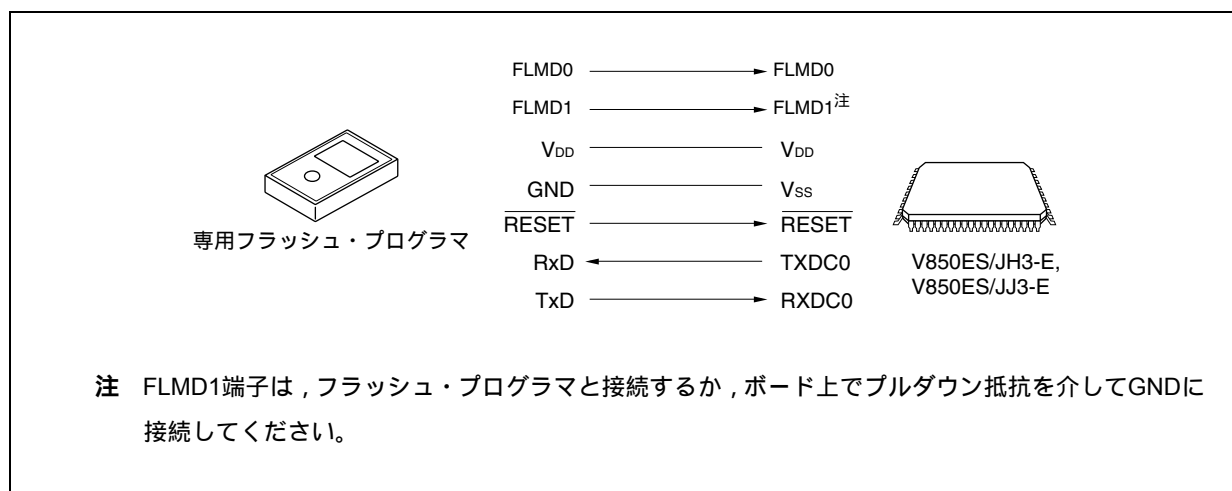 FLMD0 FLMD0
FLMD1 FLMD1注
VDD VDD
GND VSS
RESET RESET
専用フラッシュ・プログラマ
RxD TXDC0
TxD RXDC0
V850ES/JH3-E,
V850ES/JJ3-E
注 FLMD1端子は，フラッシュ・プログラマと接続するか，ボード上でプルダウン抵抗を介してGNDに
接続してください。